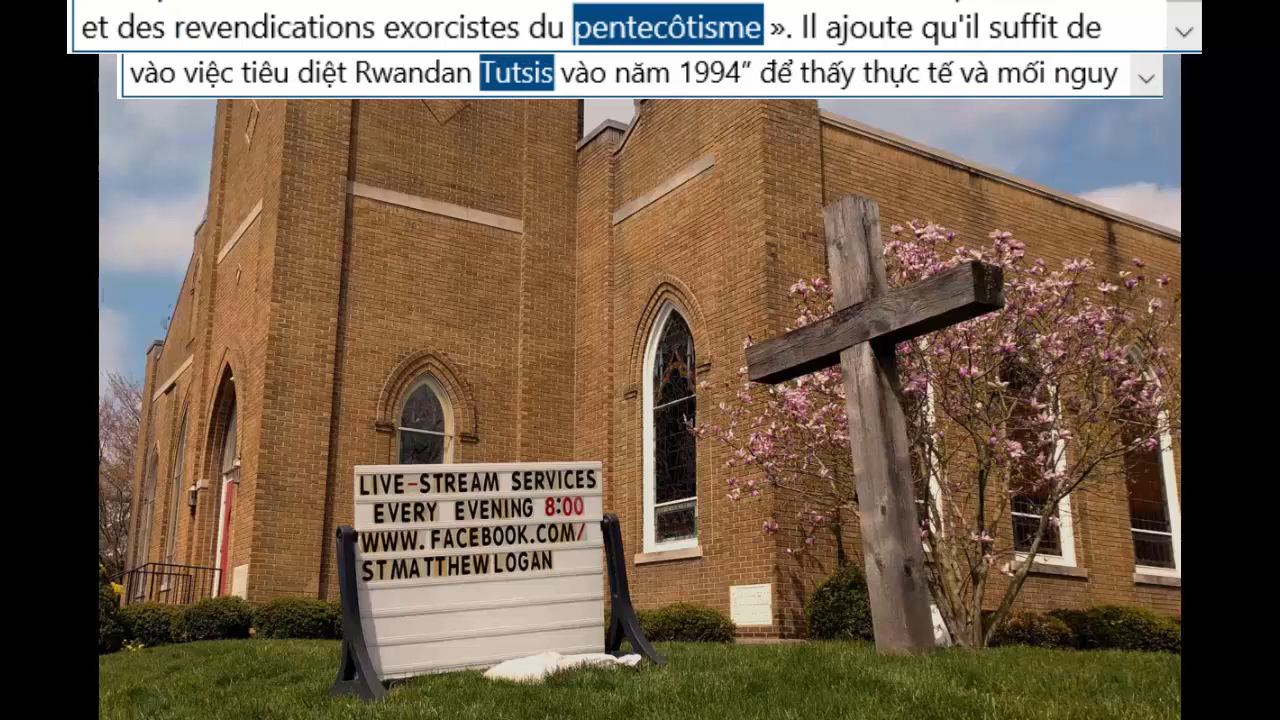 et des revendications exorcistes du pentecôtisme ». Il ajoute qu'il suffit de
vào việc tiêu diệt Rwandan Tutsis vào năm 1994” để thấy thực tế và mối nguy
LIVE-STREAM SERVICES
EVERY EVENING 8:00
WWW.FACEBOOK.COM/
STMATTHEWLOGAN